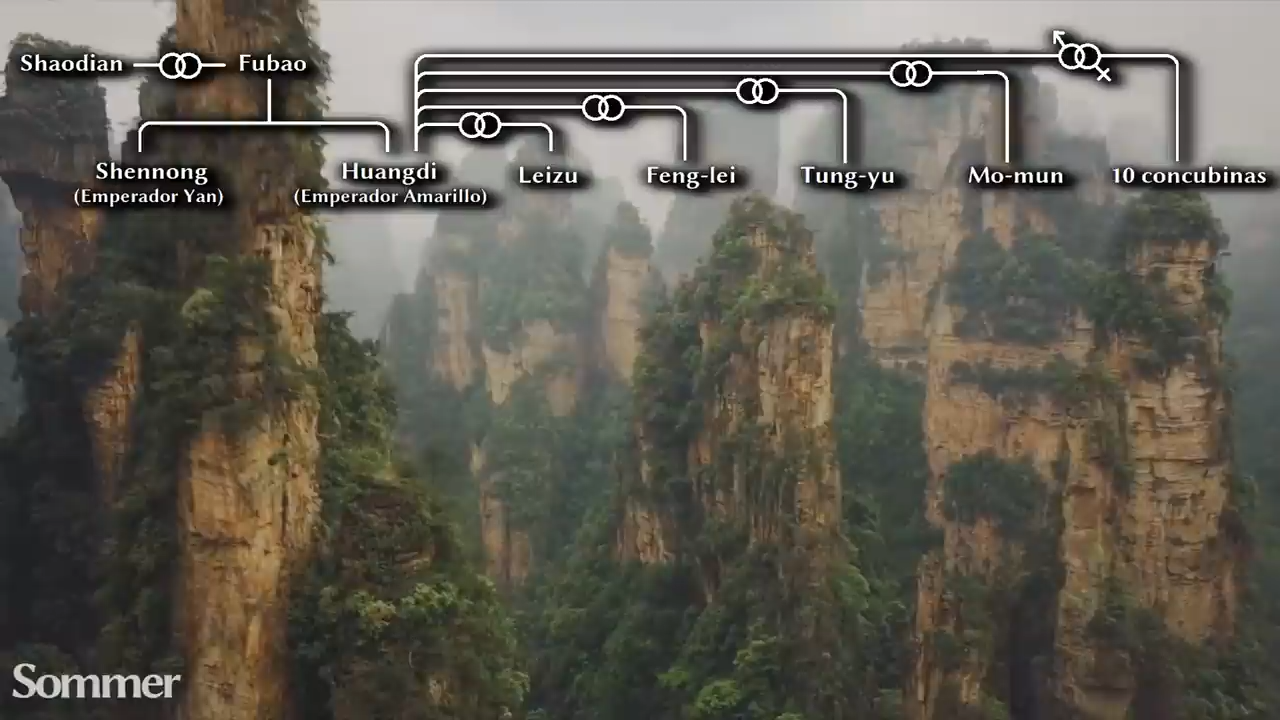 Shaodian
Fubao
Shennong
(Emperador Yan)
Huangdi
(Emperador Amarillo)
Leizu
Feng-lei
Tung-yu
Mo-mun
10 concubinas
Sommer